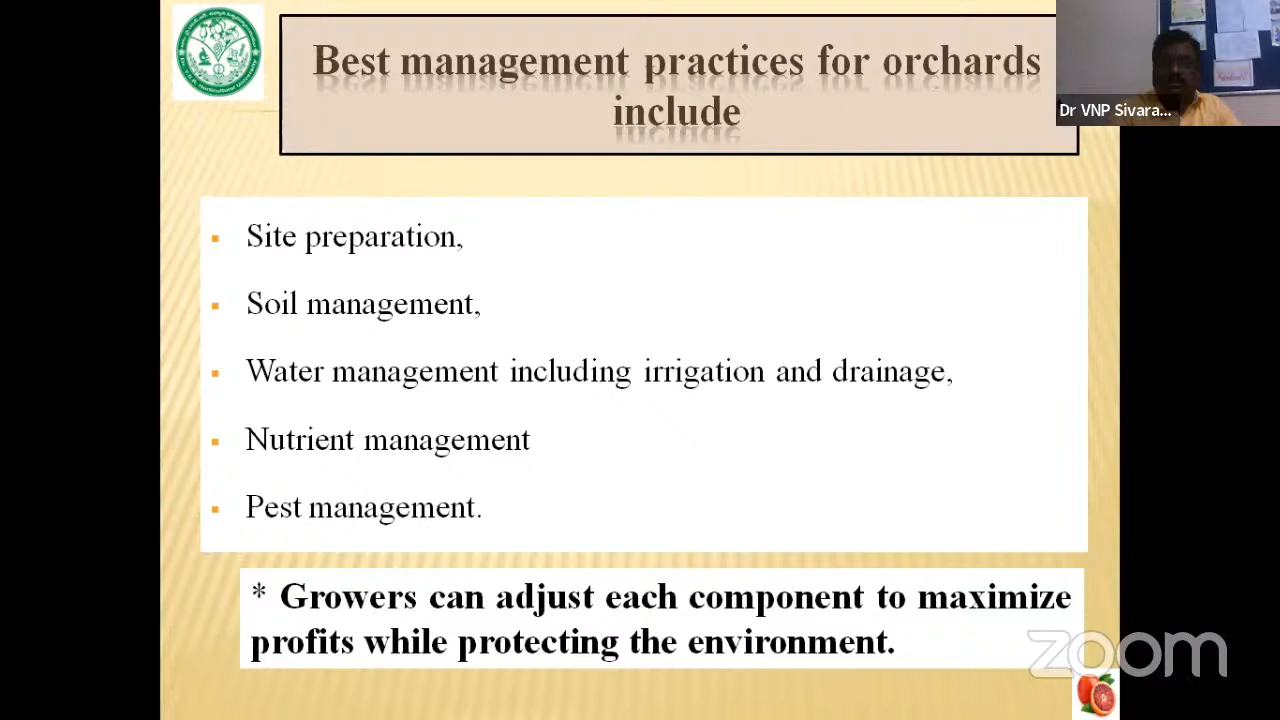 Best management practices for orchards
include
Dr VNP Sivara...
Site preparation,
Soil management,
Water management including irrigation and drainage,
Nutrient management
Pest management.
* Growers can adjust each component to maximize
profits while protecting the environment.
zoom